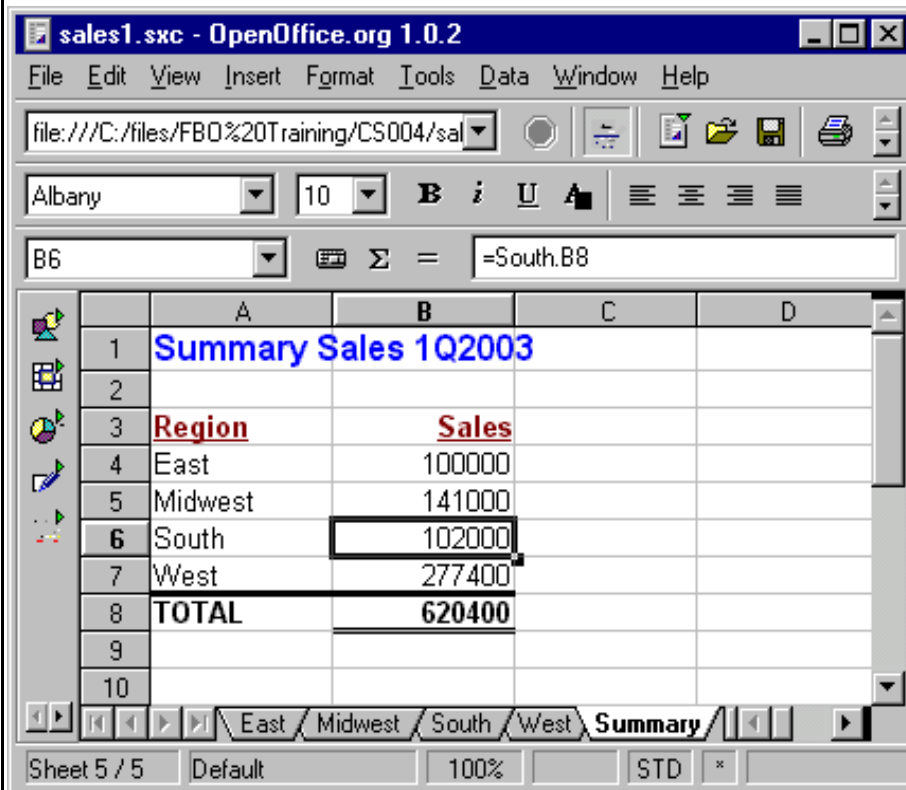 sales1.sxc - OpenOffice.org 1.0.2
File Edit View Insert Format Tools Data Window Help
file:///C:/files/FBO%20Training/CS004/sal
Albany 10 B i U A
B6 Σ = =South.B8
A B C D
1 Summary Sales 1Q2003
2
3 Region Sales
4 East 100000
5 Midwest 141000
6 South 102000
7 West 277400
8 TOTAL 620400
9
10
East Midwest South West Summary
Sheet 5 / 5 Default 100% STD *